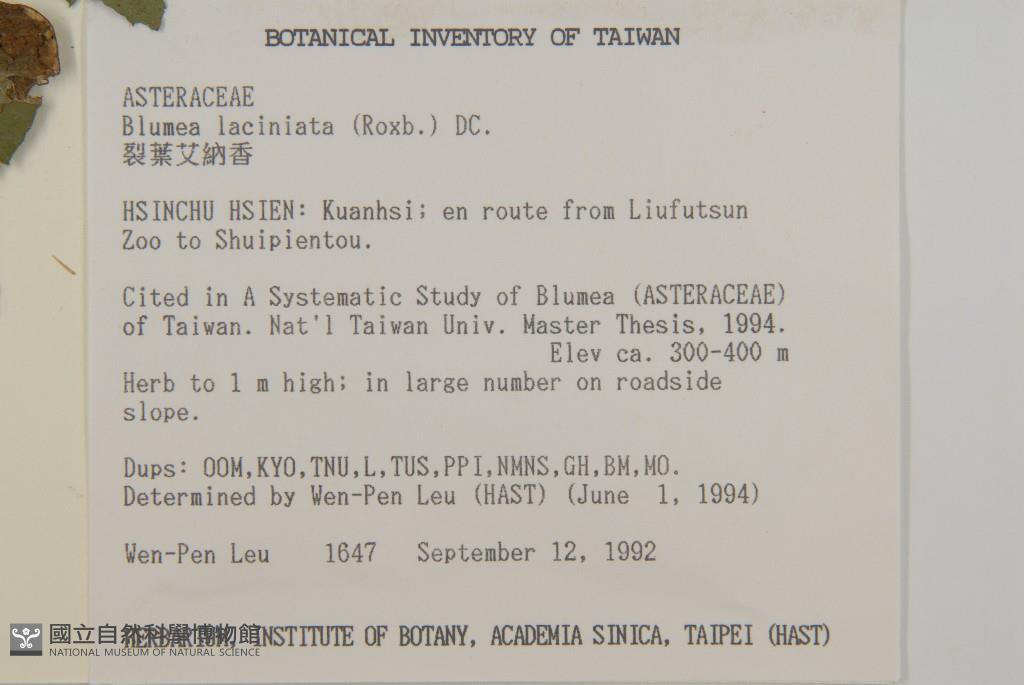 BOTANICAL INVENTORY OF TAIWAN
ASTERACEAE
Blumea laciniata (Roxb.) DC.
裂葉艾納香
HSINCHU HSIEN: Kuanhsi; en route from Liufutsun
Zoo to Shuipientou.
Cited in A Systematic Study of Blumea (ASTERACEAE)
of Taiwan. Nat'l Taiwan Univ. Master Thesis, 1994.
Elev ca. 300-400 m
Herb to 1 m high; in large number on roadside
slope.
Dups: OOM,KYO,TNU,L,TUS,PPI,NMNS,GH,BM,MO.
Determined by Wen-Pen Leu (HAST) (June 1, 1994)
Wen-Pen Leu 1647 September 12, 1992
HERBARIUM, INSTITUTE OF BOTANY, ACADEMIA SINICA, TAIPEI (HAST)
國立自然科學博物館
NATIONAL MUSEUM OF NATURAL SCIENCE